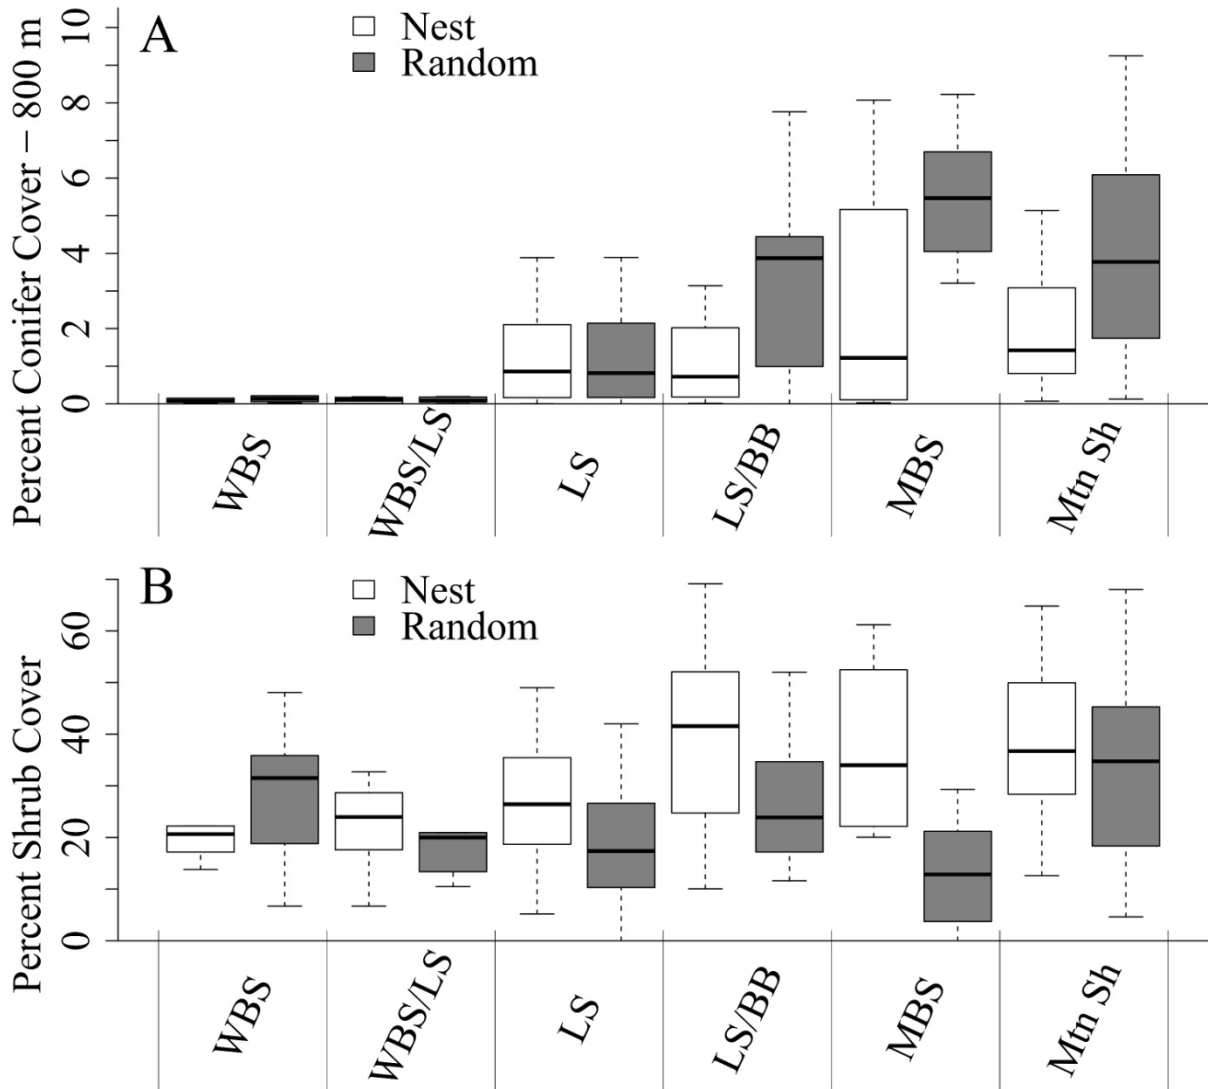 A
Nest
Random
Percent Conifer Cover – 800 m
10
8
6
4
2
0
WBS
WBS/LS
LS
LS/BB
MBS
Mtn Sh
B
Nest
Random
Percent Shrub Cover
60
40
20
0
WBS
WBS/LS
LS
LS/BB
MBS
Mtn Sh